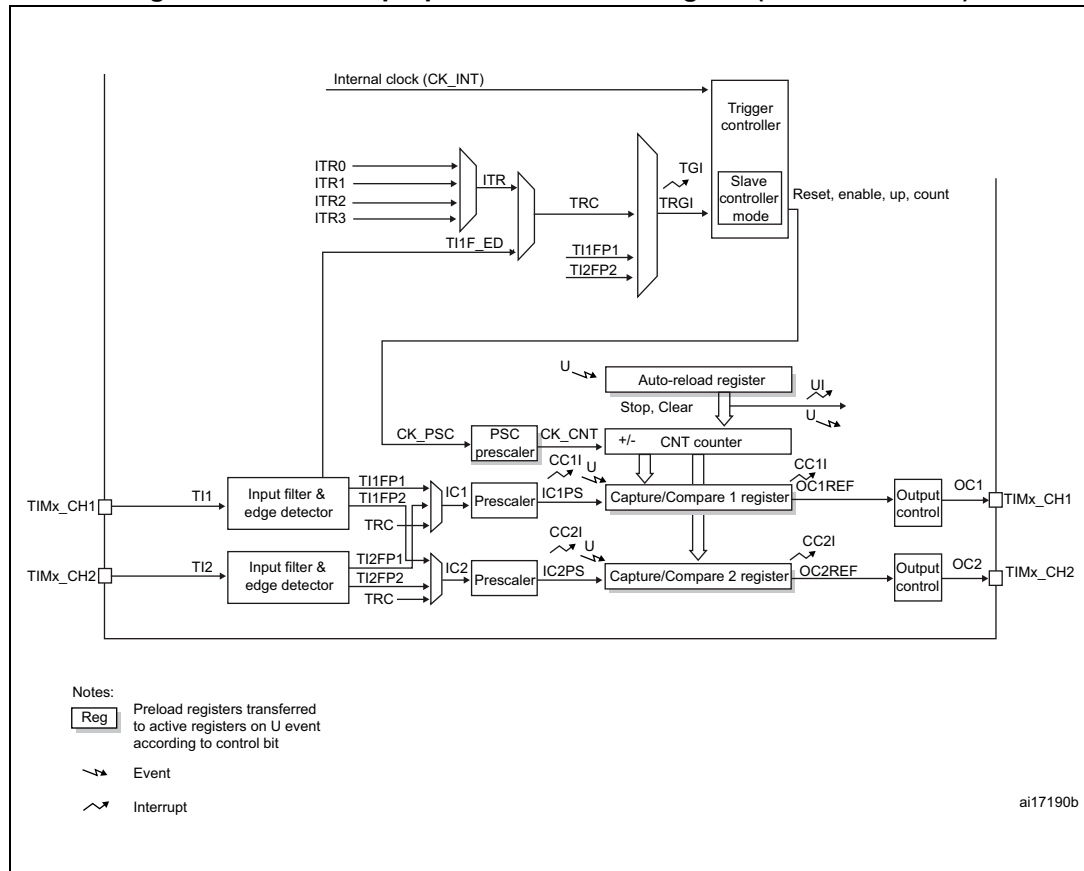 Internal clock (CK_INT)
Trigger
controller
TGI
ITR0
ITR1
ITR2
ITR3
ITR
TRC
TRGI
Slave
controller
mode
Reset, enable, up, count
TI1F_ED
TI1FP1
TI2FP2
U
Auto-reload register
UI
Stop, Clear
U
CK_PSC
PSC
prescaler
CK_CNT
+/-
CNT counter
TI1FP1
TI1FP2
CC1I
U
CC1I
TIMx_CH1
TI1
Input filter &
edge detector
IC1
Prescaler
IC1PS
Capture/Compare 1 register
OC1REF
Output
control
OC1
TIMx_CH1
TRC
CC2I
U
CC2I
TIMx_CH2
TI2
Input filter &
edge detector
TI2FP1
TI2FP2
IC2
Prescaler
IC2PS
Capture/Compare 2 register
OC2REF
Output
control
OC2
TIMx_CH2
TRC
Notes:
Reg
Preload registers transferred
to active registers on U event
according to control bit
Event
Interrupt
ai17190b